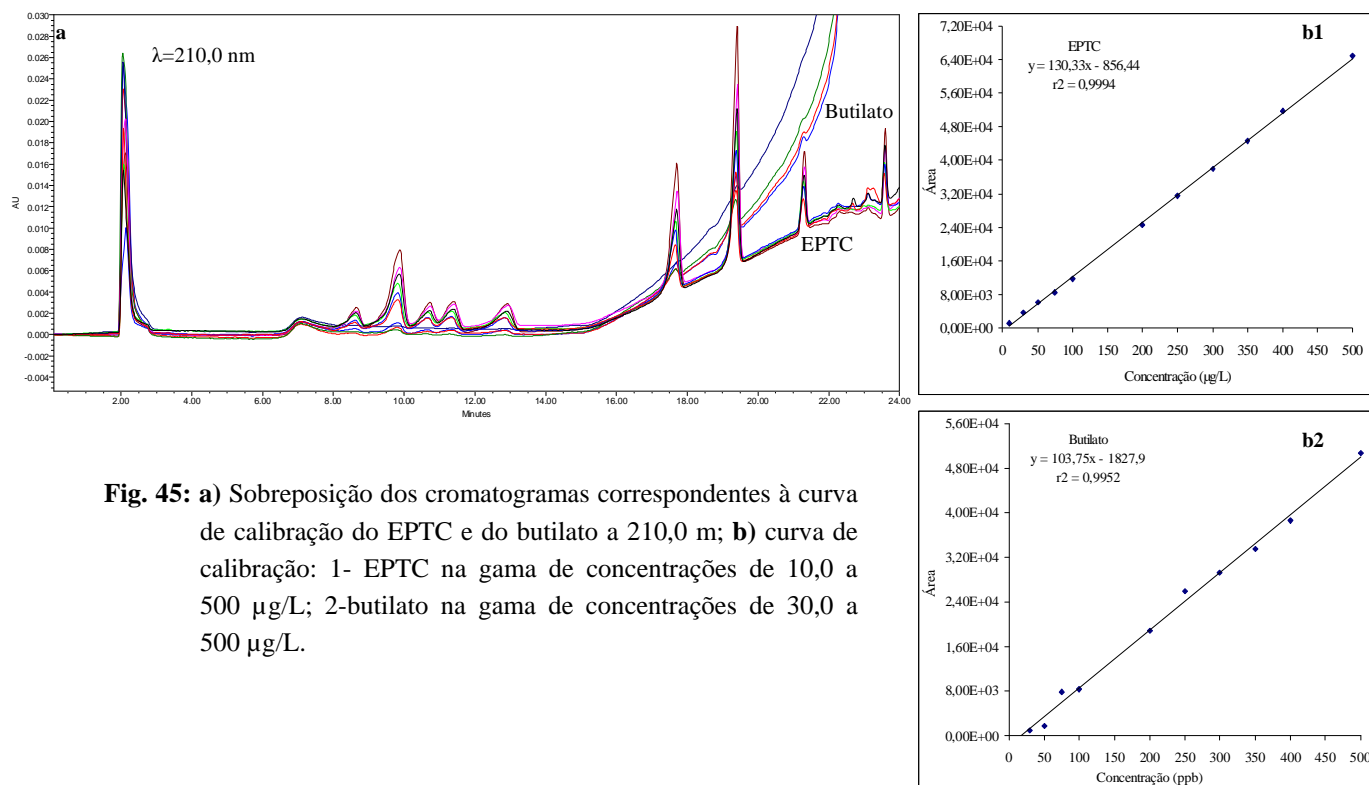 a
λ=210,0 nm
Butilato
EPTC
AU
0.030
0.028
0.026
0.024
0.022
0.020
0.018
0.016
0.014
0.012
0.010
0.008
0.006
0.004
0.002
0.000
-0.002
-0.004
2.00 4.00 6.00 8.00 10.00 12.00 14.00 16.00 18.00 20.00 22.00 24.00
Minutes
b1
EPTC
y = 130,33x - 856,44
r2 = 0,9994
Área
7,20E+04
6,40E+04
5,60E+04
4,80E+04
4,00E+04
3,20E+04
2,40E+04
1,60E+04
8,00E+03
0,00E+00
0 50 100 150 200 250 300 350 400 450 500
Concentração (µg/L)
b2
Butilato
y = 103,75x - 1827,9
r2 = 0,9952
Área
5,60E+04
4,80E+04
4,00E+04
3,20E+04
2,40E+04
1,60E+04
8,00E+03
0,00E+00
0 50 100 150 200 250 300 350 400 450 500
Concentração (ppb)
Fig. 45: a) Sobreposição dos cromatogramas correspondentes à curva
de calibração do EPTC e do butilato a 210,0 m; b) curva de
calibração: 1- EPTC na gama de concentrações de 10,0 a
500 µg/L; 2-butilato na gama de concentrações de 30,0 a
500 µg/L.